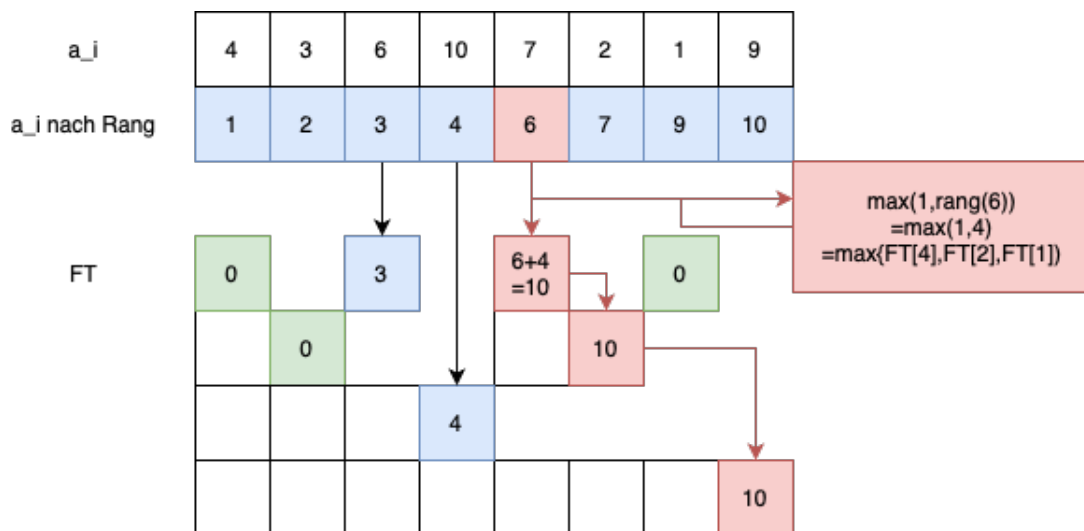 a_i 4 3 6 10 7 2 1 9
a_i nach Rang 1 2 3 4 6 7 9 10
max(1,rang(6))
=max(1,4)
=max{FT[4],FT[2],FT[1])
FT 0 3 6+4 0
=10
0 10
4
10